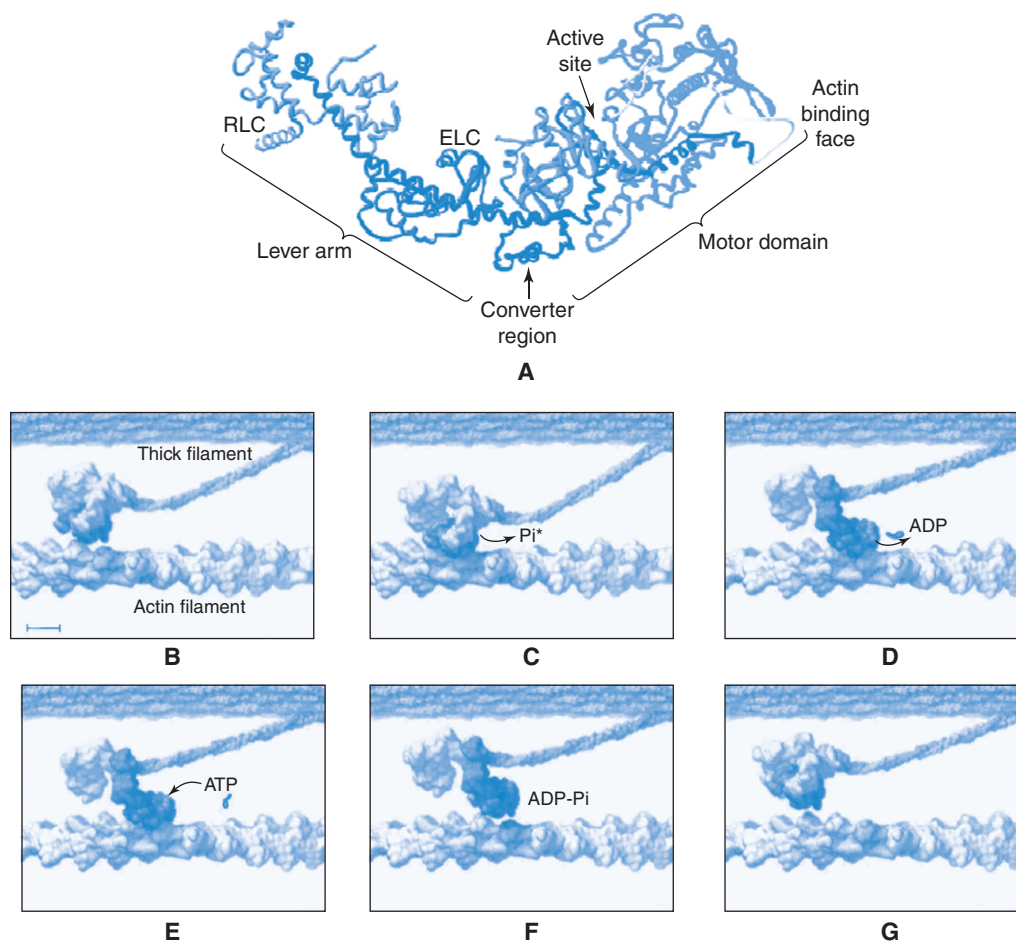 Active
site
Actin
binding
face
RLC
ELC
Lever arm
Motor domain
Converter
region
A
Thick filament
Actin filament
B
Pi*
C
ADP
D
ATP
E
ADP-Pi
F
G